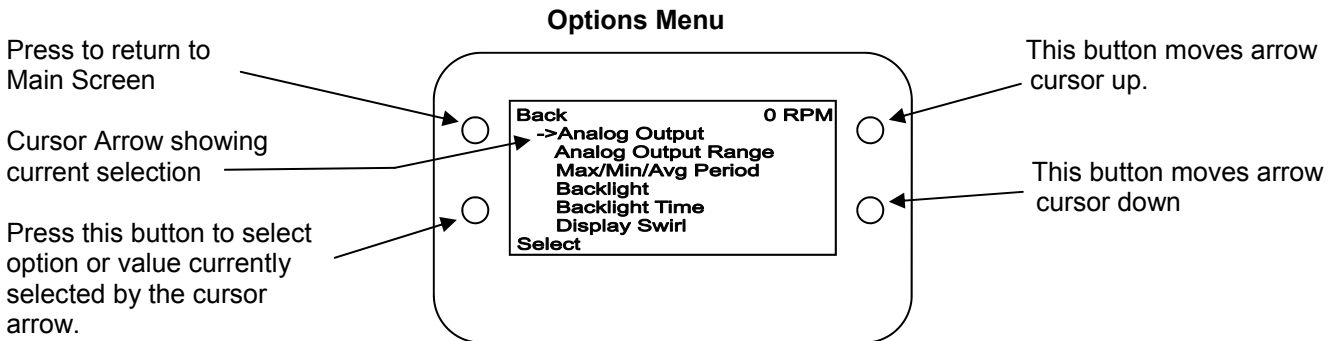 Options Menu
Press to return to
Main Screen
Cursor Arrow showing
current selection
Press this button to select
option or value currently
selected by the cursor
arrow.
Back 0 RPM
->Analog Output
Analog Output Range
Max/Min/Avg Period
Backlight
Backlight Time
Display Swirl
Select
This button moves arrow
cursor up.
This button moves arrow
cursor down